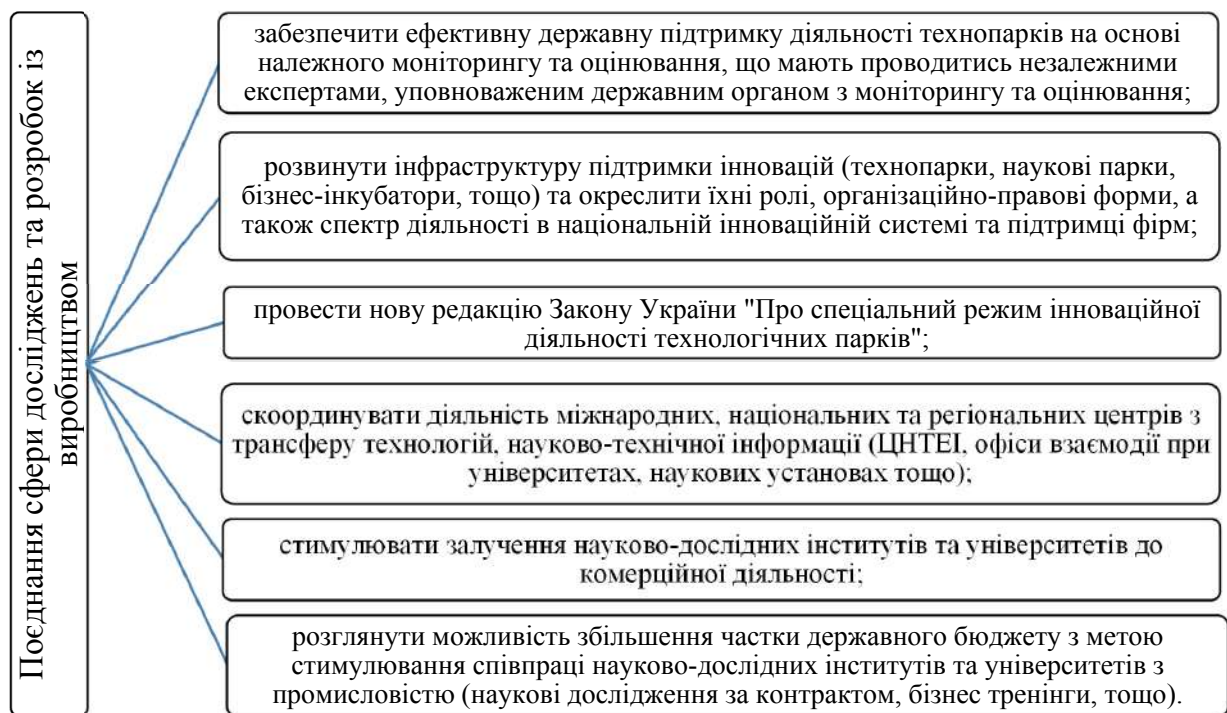 Поєднання сфери досліджень та розробок із
виробництвом
забезпечити ефективну державну підтримку діяльності технопарків на основі
належного моніторингу та оцінювання, що мають проводитись незалежними
експертами, уповноваженим державним органом з моніторингу та оцінювання;
розвинути інфраструктуру підтримки інновацій (технопарки, наукові парки,
бізнес-інкубатори, тощо) та окреслити їхні ролі, організаційно-правові форми, а
також спектр діяльності в національній інноваційній системі та підтримці фірм;
провести нову редакцію Закону України "Про спеціальний режим інноваційної
діяльності технологічних парків";
скоординувати діяльність міжнародних, національних та регіональних центрів з
трансферу технологій, науково-технічної інформації (ЦНТЕІ, офіси взаємодії при
університетах, наукових установах тощо);
стимулювати залучення науково-дослідних інститутів та університетів до
комерційної діяльності;
розглянути можливість збільшення частки державного бюджету з метою
стимулювання співпраці науково-дослідних інститутів та університетів з
промисловістю (наукові дослідження за контрактом, бізнес тренінги, тощо).